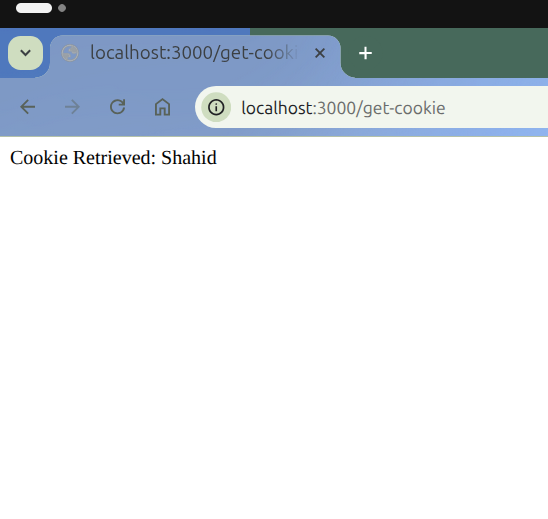 localhost:3000/get-cooki
localhost:3000/get-cookie
Cookie Retrieved: Shahid